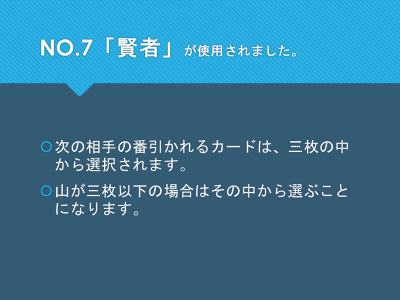 NO.7「賢者」が使用されました。
次の相手の番引かれるカードは、三枚の中
から選択されます。
山が三枚以下の場合はその中から選ぶこと
になります。